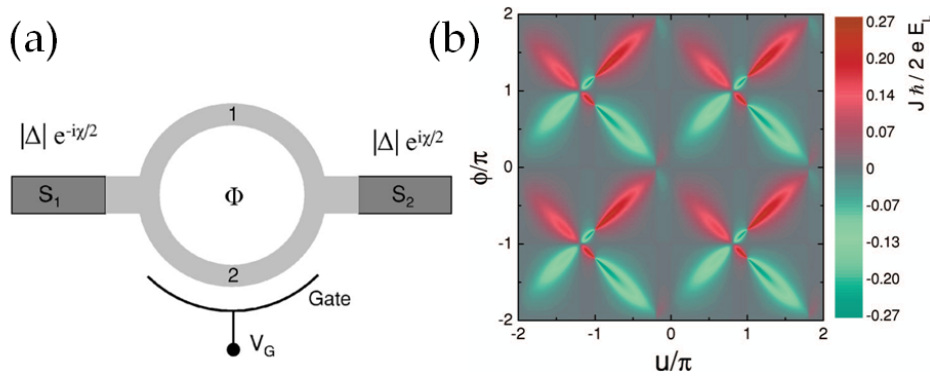 (a)
|Δ| e^{-iχ/2}
|Δ| e^{iχ/2}
1
S₁
Φ
S₂
2
Gate
V_G
(b)
ϕ/π
2
1
0
-1
-2
-2
-1
0
1
2
u/π
0.27
0.20
0.14
0.07
0
-0.07
-0.13
-0.20
-0.27
J ℏ / 2 e E_L